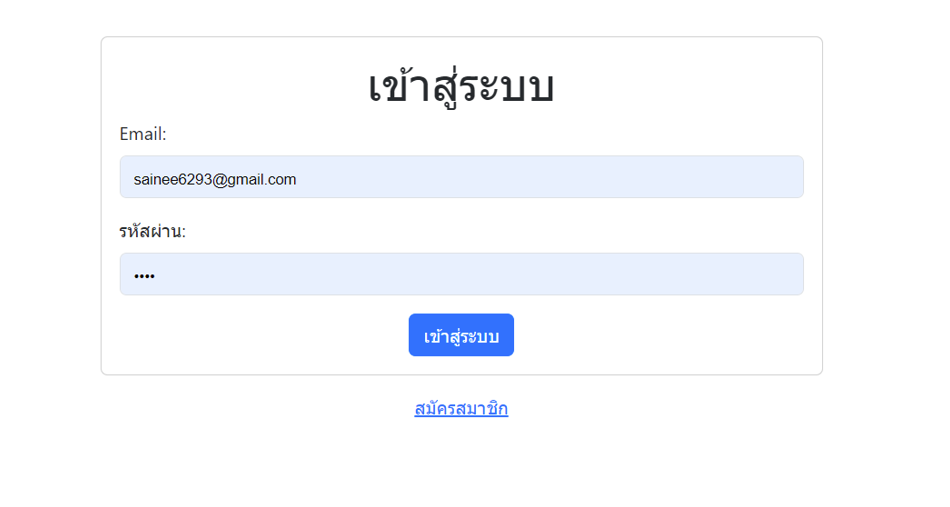 เข้าสู่ระบบ
Email:
sainee6293@gmail.com
รหัสผ่าน:
••••
เข้าสู่ระบบ
สมัครสมาชิก